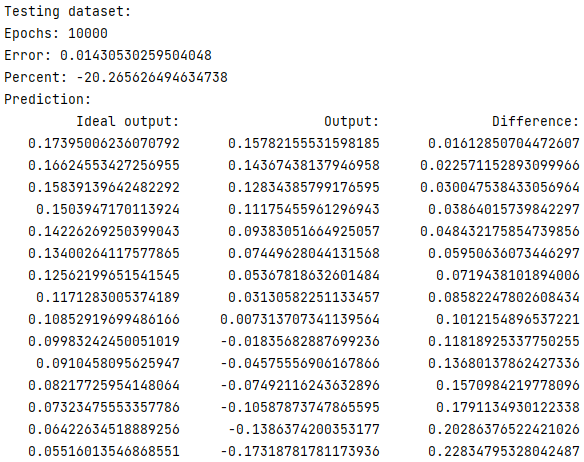 Testing dataset:
Epochs: 10000
Error: 0.01430530259504048
Percent: -20.265626494634738
Prediction:
Ideal output: Output: Difference:
0.17395006236070792 0.15782155531598185 0.01612850704472607
0.16624553427256955 0.14367438137946958 0.022571152893099966
0.15839139642482292 0.12834385799176595 0.030047538433056964
0.1503947170113924 0.11175455961296943 0.03864015739842297
0.14226269250399043 0.09383051664925057 0.048432175854739856
0.13400264117577865 0.07449628044131568 0.05950636073446297
0.12562199651541545 0.05367818632601484 0.0719438101894006
0.1171283005374189 0.03130582251133457 0.08582247802608434
0.10852919699486166 0.007313707341139564 0.1012154896537221
0.09983242450051019 -0.01835682887699236 0.11818925337750255
0.0910458095625947 -0.04575556906167866 0.13680137862427336
0.08217725954148064 -0.07492116243632896 0.1570984219778096
0.07323475553357786 -0.10587873747865595 0.1791134930122338
0.06422634518889256 -0.1386374200353177 0.20286376522421026
0.05516013546868551 -0.17318781781173936 0.22834795328042487